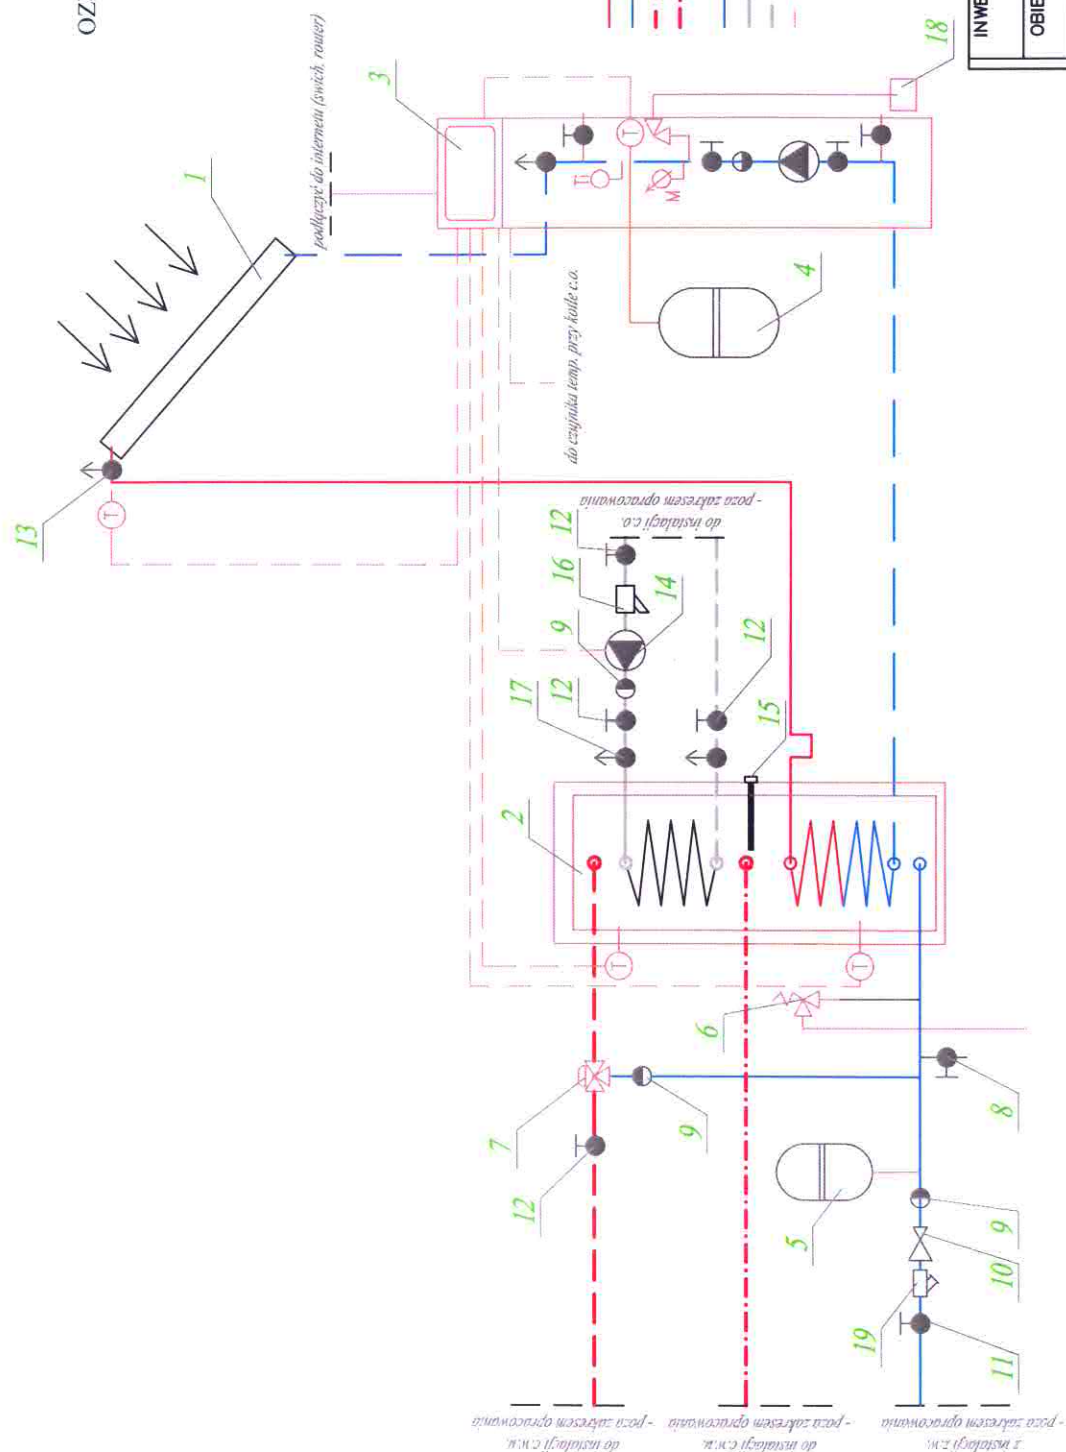 OZ
podłączyć do internetu (swich, router)
1
3
18
INWE
OBIE
13
T
Ti
T
M
4
do czujnika temp. przy kotle c.o.
do instalacji c.o.
- poza zakresem opracowania
12
16
14
9
12
17
12
15
2
T
T
6
7
12
9
8
5
9
10
19
11
do instalacji c.w.u.
- poza zakresem opracowania
do instalacji c.w.u.
- poza zakresem opracowania
z instalacji z.w.
- poza zakresem opracowania